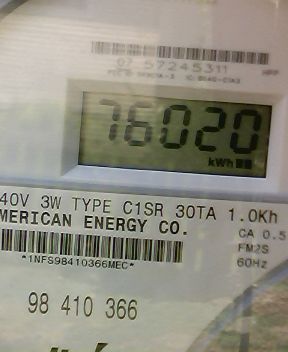 07 57245311
76020
kWh
40V 3W TYPE C1SR 30TA 1.0Kh
MERICAN ENERGY CO.
CA 0.5
FM2S
60Hz
*1NFS98410366MEC*
98 410 366